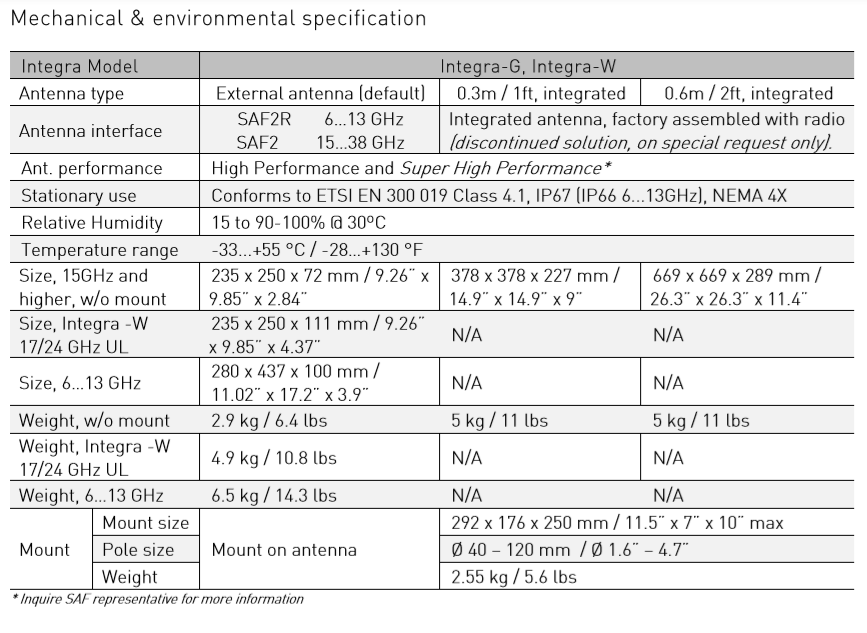 Mechanical & environmental specification
Integra Model Integra-G, Integra-W
Antenna type External antenna (default) 0.3m / 1ft, integrated 0.6m / 2ft, integrated
Antenna interface SAF2R 6...13 GHz Integrated antenna, factory assembled with radio
SAF2 15...38 GHz (discontinued solution, on special request only).
Ant. performance High Performance and Super High Performance*
Stationary use Conforms to ETSI EN 300 019 Class 4.1, IP67 (IP66 6...13GHz), NEMA 4X
Relative Humidity 15 to 90-100% @ 30ºC
Temperature range -33...+55 °C / -28...+130 °F
Size, 15GHz and 235 x 250 x 72 mm / 9.26˝ x 378 x 378 x 227 mm / 669 x 669 x 289 mm /
higher, w/o mount 9.85˝ x 2.84˝ 14.9˝ x 14.9˝ x 9˝ 26.3˝ x 26.3˝ x 11.4˝
Size, Integra -W 235 x 250 x 111 mm / 9.26˝ N/A N/A
17/24 GHz UL x 9.85˝ x 4.37˝
Size, 6...13 GHz 280 x 437 x 100 mm / N/A N/A
11.02˝ x 17.2˝ x 3.9˝
Weight, w/o mount 2.9 kg / 6.4 lbs 5 kg / 11 lbs 5 kg / 11 lbs
Weight, Integra -W 4.9 kg / 10.8 lbs N/A N/A
17/24 GHz UL
Weight, 6...13 GHz 6.5 kg / 14.3 lbs N/A N/A
Mount Mount size Mount on antenna 292 x 176 x 250 mm / 11.5˝ x 7˝ x 10˝ max
Pole size Ø 40 – 120 mm / Ø 1.6˝ – 4.7˝
Weight 2.55 kg / 5.6 lbs
* Inquire SAF representative for more information